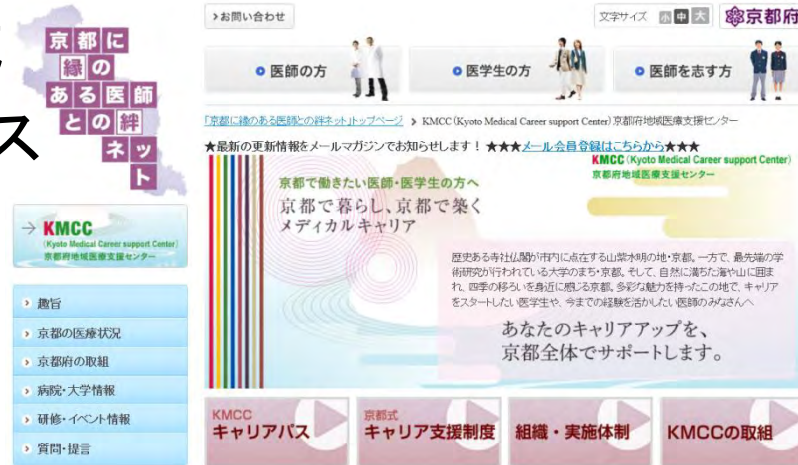 京都に
縁の
ある医師
との絆
ネッ
ト
ス
→ KMCC
(Kyoto Medical Career support Center)
京都府地域医療支援センター
› 趣旨
› 京都の医療状況
› 京都府の取組
› 病院・大学情報
› 研修・イベント情報
› 質問・提言
›お問い合わせ
文字サイズ 小 中 大
京都府
医師の方
医学生の方
医師を志す方
「京都に縁のある医師との絆ネット」トップページ › KMCC(Kyoto Medical Career support Center)京都府地域医療支援センター
★最新の更新情報をメールマガジンでお知らせします！ ★★★メール会員登録はこちらから★★★
KMCC(Kyoto Medical Career support Center)
京都府地域医療支援センター
京都で働きたい医師・医学生の方へ
京都で暮らし、京都で築く
メディカルキャリア
歴史ある寺社仏閣が市内に点在する山紫水明の地・京都。一方で、最先端の学
術研究が行われている大学のまち・京都。そして、自然に満ちた海や山に囲ま
れ、四季の移ろいを身近に感じる京都。多彩な魅力を持ったこの地で、キャリア
をスタートしたい医学生や、今までの経験を活かしたい医師のみなさんへ
あなたのキャリアアップを、
京都全体でサポートします。
KMCC
キャリアパス
京都式
キャリア支援制度
組織・実施体制
KMCCの取組